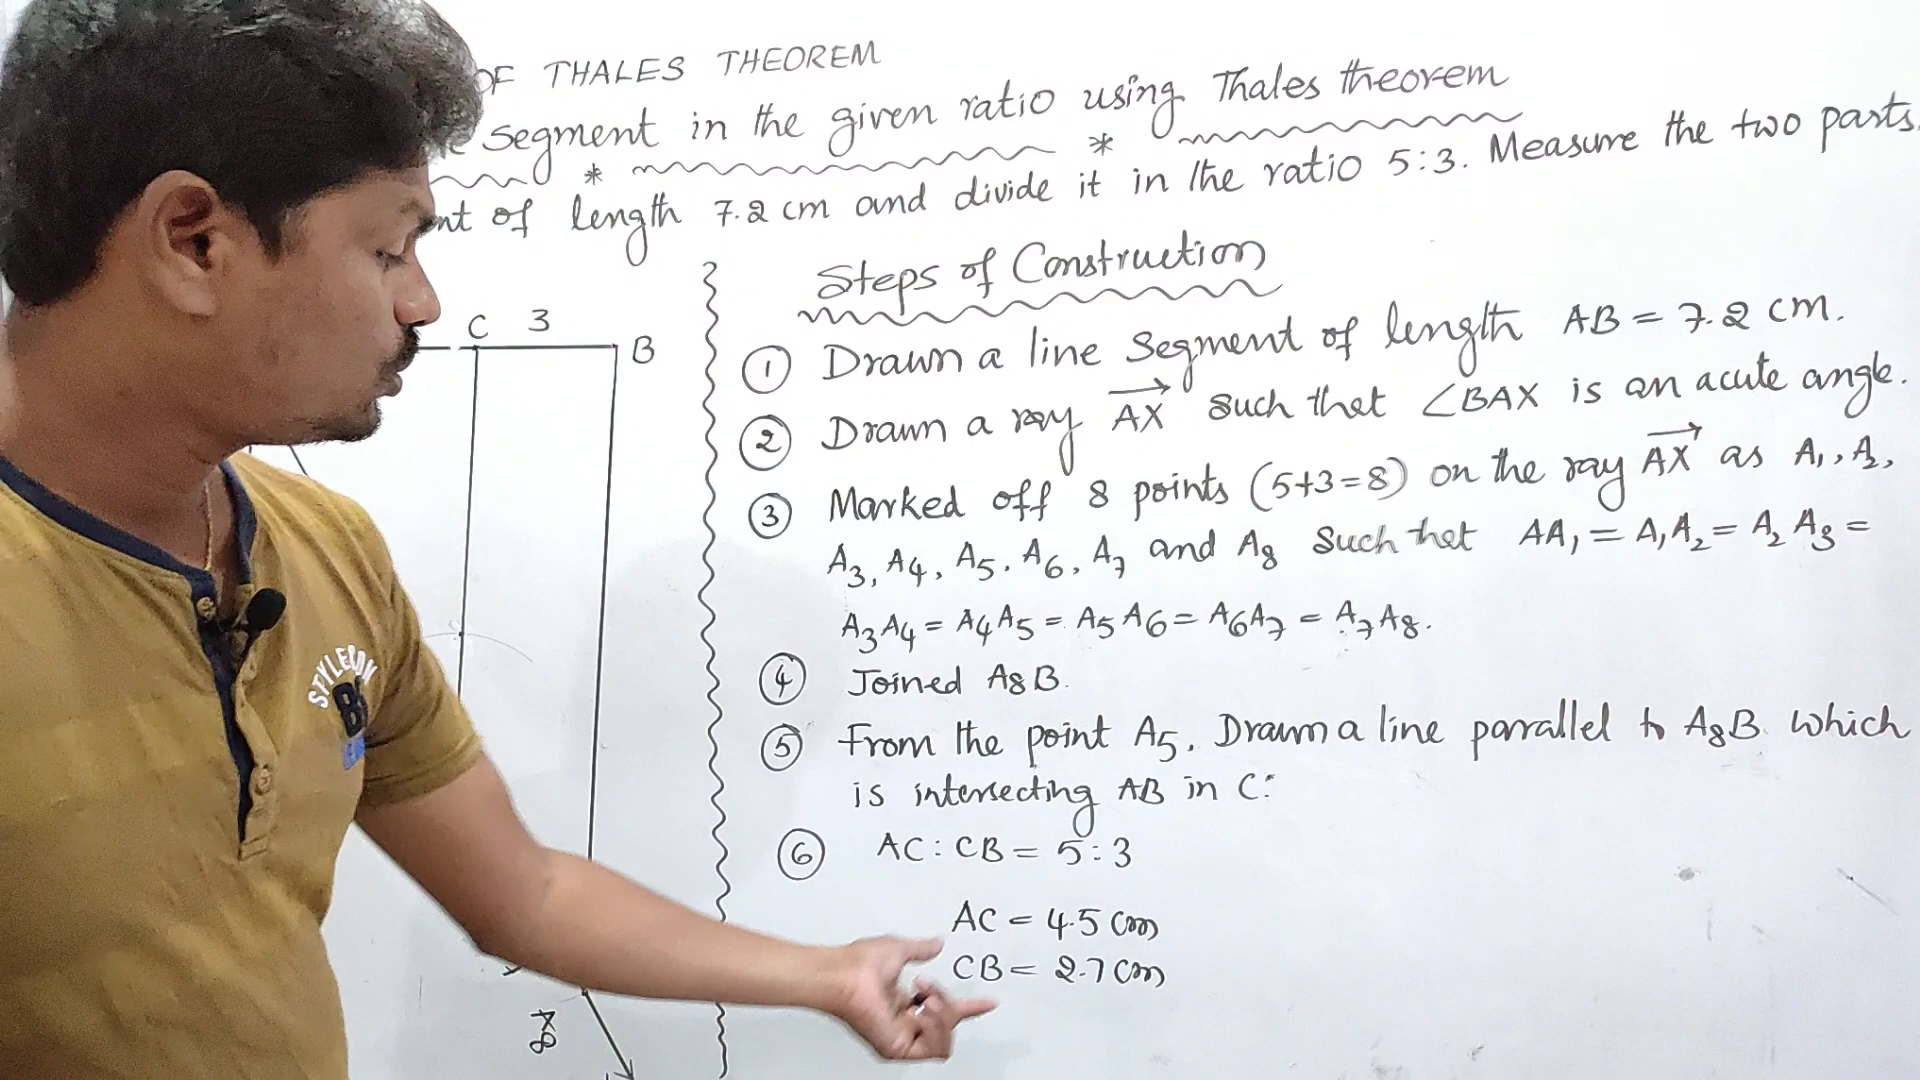 OF THALES THEOREM
Segment in the given ratio using Thales theorem
* *
of length 7.2 cm and divide it in the ratio 5:3. Measure the two parts.
Steps of Construction
C 3
B
① Drawn a line Segment of length AB = 7.2 cm.
② Drawn a ray AX such that ∠BAX is an acute angle.
③ Marked off 8 points (5+3=8) on the ray AX as A₁, A₂,
A₃, A₄, A₅, A₆, A₇ and A₈ Such that AA₁ = A₁A₂ = A₂A₃ =
A₃A₄ = A₄A₅ = A₅A₆ = A₆A₇ = A₇A₈.
④ Joined A₈B.
⑤ From the point A₅, Drawn a line parallel to A₈B which
is intersecting AB in C.
⑥ AC : CB = 5:3
AC = 4.5 cm
CB = 2.7 cm
A₈